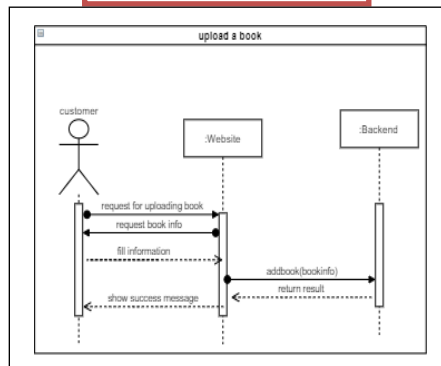 upload a book
customer
:Website
:Backend
request for uploading book
request book info
fill information
addbook(bookinfo)
return result
show success message